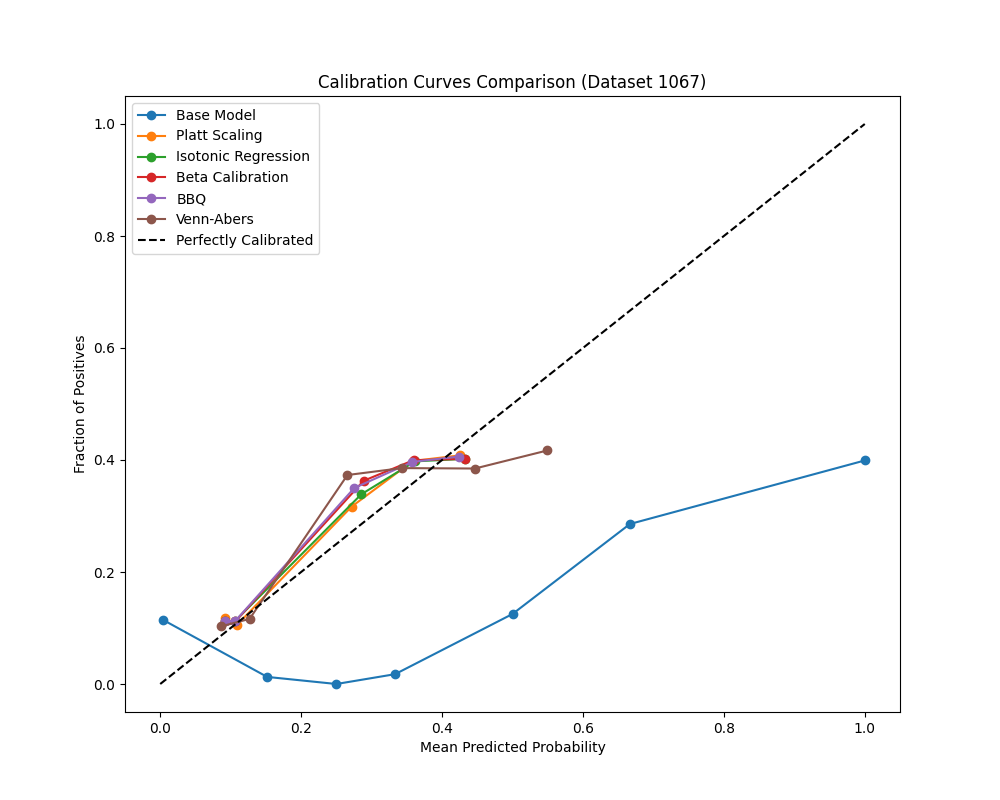 Calibration Curves Comparison (Dataset 1067)
Base Model
Platt Scaling
Isotonic Regression
Beta Calibration
BBQ
Venn-Abers
Perfectly Calibrated
Fraction of Positives
1.0
0.8
0.6
0.4
0.2
0.0
0.0 0.2 0.4 0.6 0.8 1.0
Mean Predicted Probability